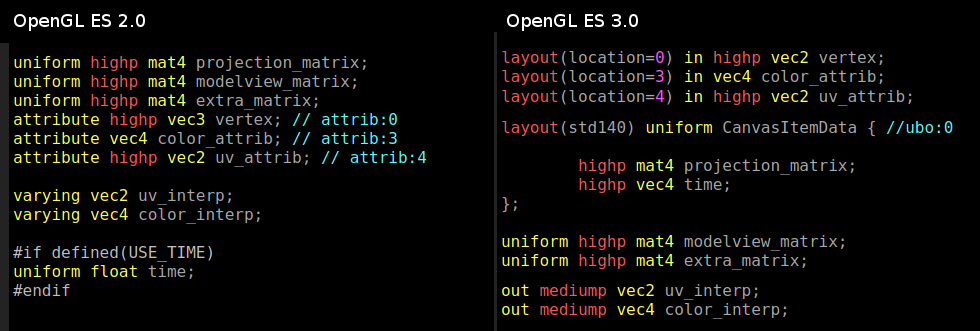 OpenGL ES 2.0
uniform highp mat4 projection_matrix;
uniform highp mat4 modelview_matrix;
uniform highp mat4 extra_matrix;
attribute highp vec3 vertex; // attrib:0
attribute vec4 color_attrib; // attrib:3
attribute highp vec2 uv_attrib; // attrib:4
varying vec2 uv_interp;
varying vec4 color_interp;
#if defined(USE_TIME)
uniform float time;
#endif
OpenGL ES 3.0
layout(location=0) in highp vec2 vertex;
layout(location=3) in vec4 color_attrib;
layout(location=4) in highp vec2 uv_attrib;
layout(std140) uniform CanvasItemData { //ubo:0
highp mat4 projection_matrix;
highp vec4 time;
};
uniform highp mat4 modelview_matrix;
uniform highp mat4 extra_matrix;
out mediump vec2 uv_interp;
out mediump vec4 color_interp;